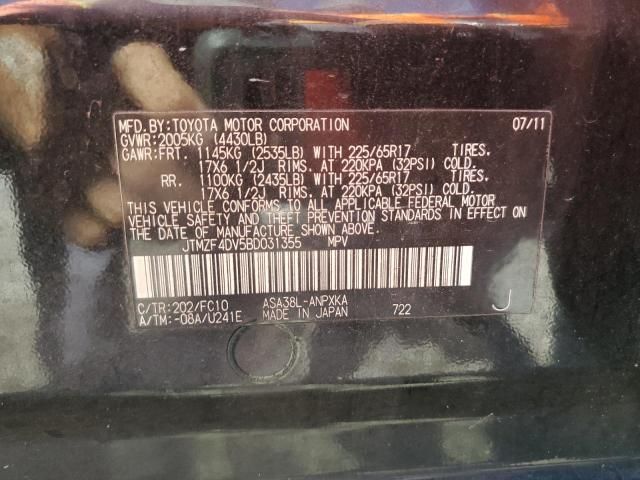 MFD.BY:TOYOTA MOTOR CORPORATION 07/11
GVWR:2005KG (4430LB)
GAWR:FRT. 1145KG (2535LB) WITH 225/65R17 TIRES.
17X6 1/2J RIMS. AT 220KPA (32PSI) COLD.
RR. 1100KG (2435LB) WITH 225/65R17 TIRES.
17X6 1/2J RIMS. AT 220KPA (32PSI) COLD.
THIS VEHICLE CONFORMS TO ALL APPLICABLE FEDERAL MOTOR
VEHICLE SAFETY AND THEFT PREVENTION STANDARDS IN EFFECT ON
THE DATE OF MANUFACTURE SHOWN ABOVE.
JTMZF4DV5BD031355 MPV
C/TR:202/FC10 ASA38L-ANPXKA J
A/TM:-08A/U241E MADE IN JAPAN 722